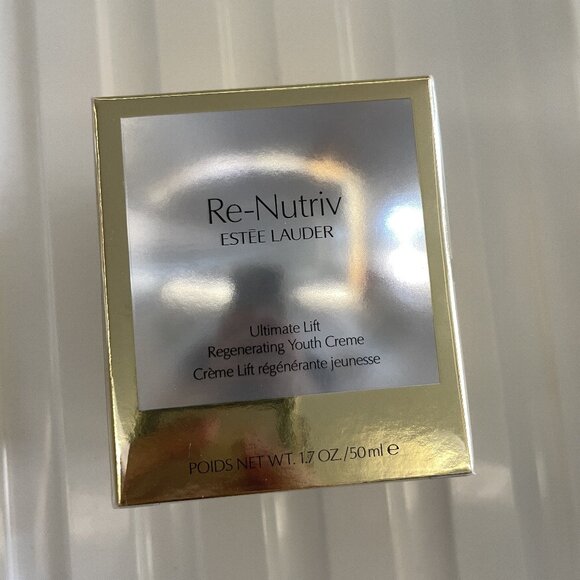 Re-Nutriv
ESTĒE LAUDER
Ultimate Lift
Regenerating Youth Creme
Crème Lift régénérante jeunesse
POIDS NET WT. 1.7 OZ./50 ml ℮